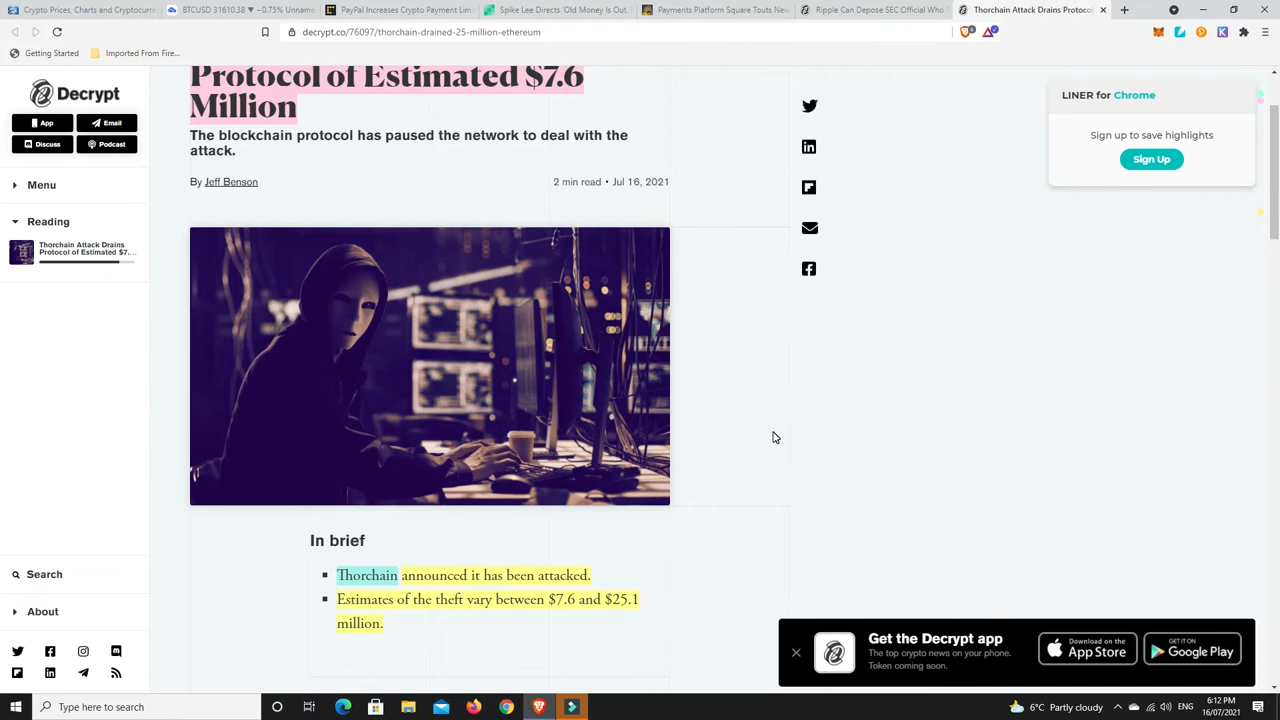 Crypto Prices, Charts and Cryptocurre
BTCUSD 31610.38 ▼ −0.75% Unname
PayPal Increases Crypto Payment Limit
Spike Lee Directs 'Old Money Is Out,
Payments Platform Square Touts New
Ripple Can Depose SEC Official Who
Thorchain Attack Drains Protocol
decrypt.co/76097/thorchain-drained-25-million-ethereum
Getting Started
Imported From Fire...
Decrypt
App
Email
Discuss
Podcast
Menu
Reading
Thorchain Attack Drains
Protocol of Estimated $7....
Search
About
Protocol of Estimated $7.6
Million
The blockchain protocol has paused the network to deal with the
attack.
By Jeff Benson
2 min read • Jul 16, 2021
In brief
Thorchain announced it has been attacked.
Estimates of the theft vary between $7.6 and $25.1
million.
LINER for Chrome
Sign up to save highlights
Sign Up
Get the Decrypt app
The top crypto news on your phone.
Token coming soon.
Download on the
App Store
GET IT ON
Google Play
Type here to search
6°C Partly cloudy
ENG
6:12 PM
16/07/2021